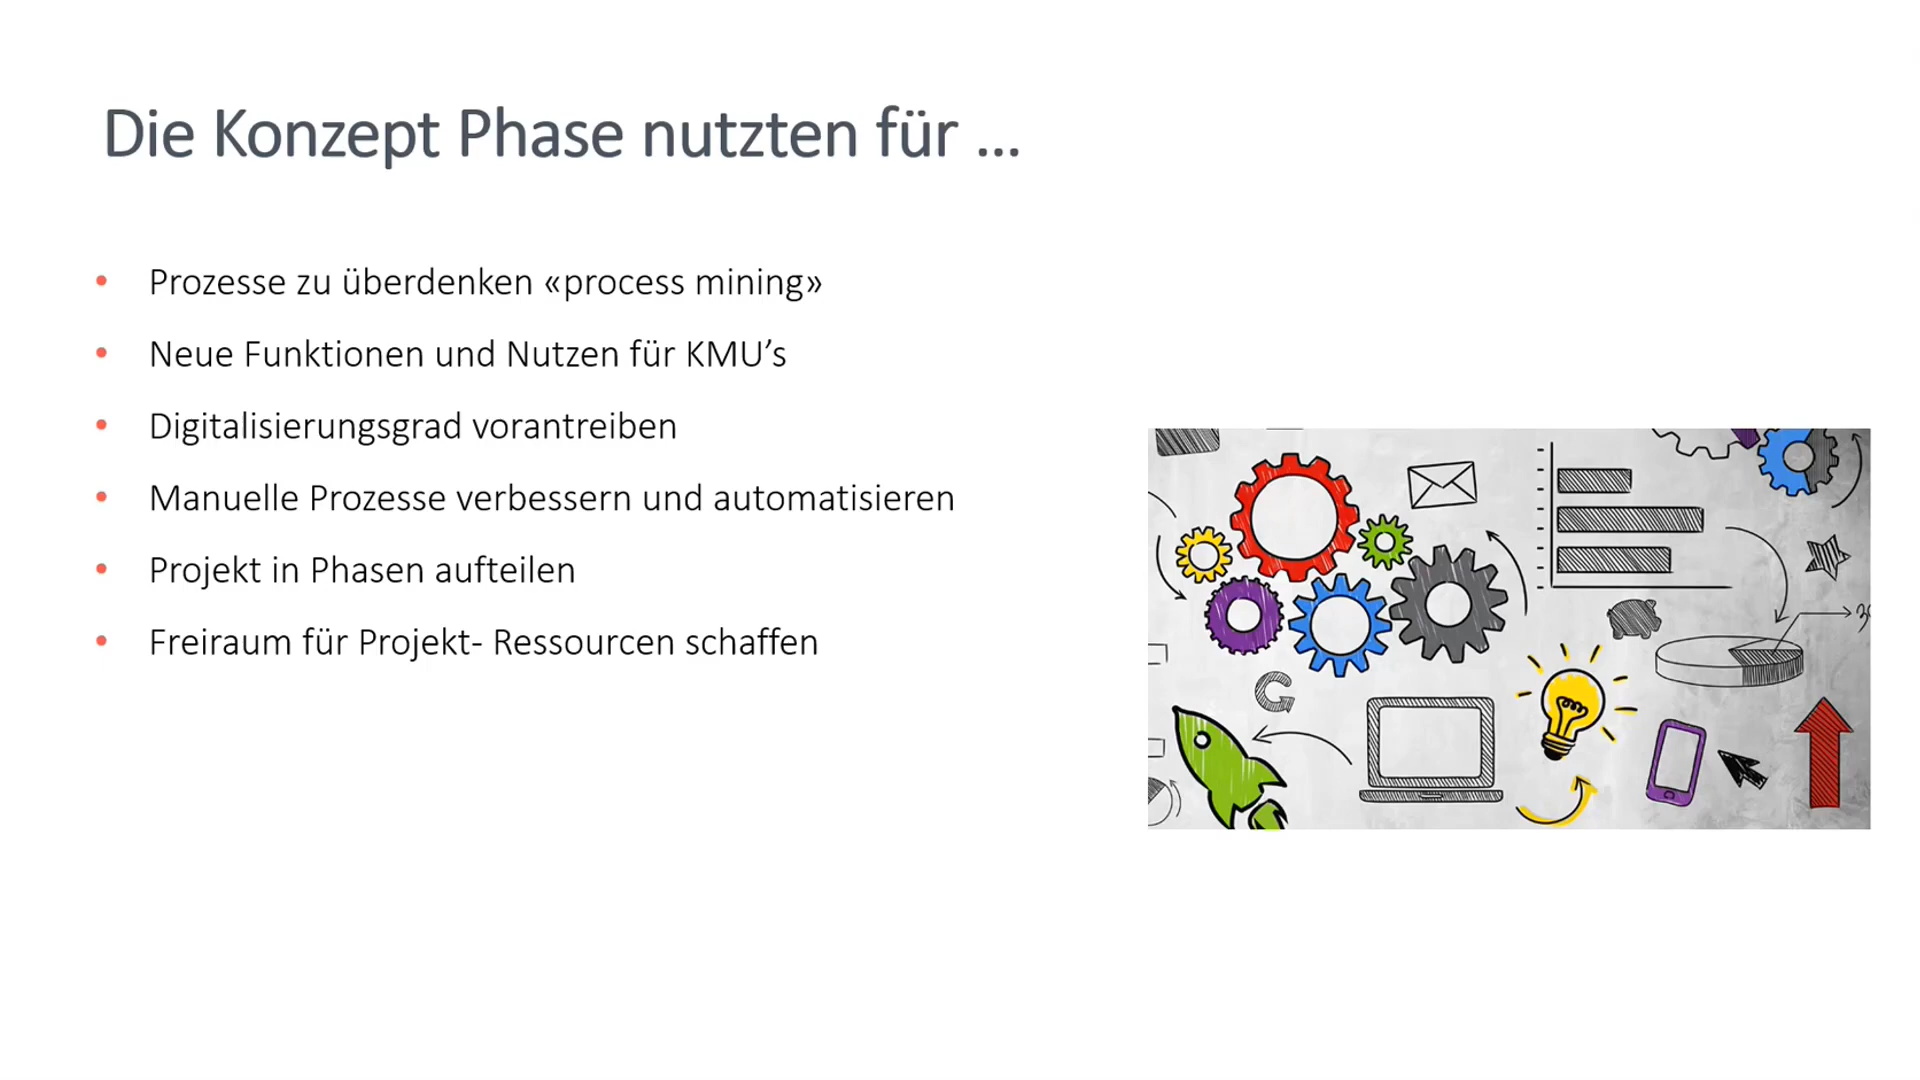 Die Konzept Phase nutzten für ...
• Prozesse zu überdenken «process mining»
• Neue Funktionen und Nutzen für KMU’s
• Digitalisierungsgrad vorantreiben
• Manuelle Prozesse verbessern und automatisieren
• Projekt in Phasen aufteilen
• Freiraum für Projekt- Ressourcen schaffen